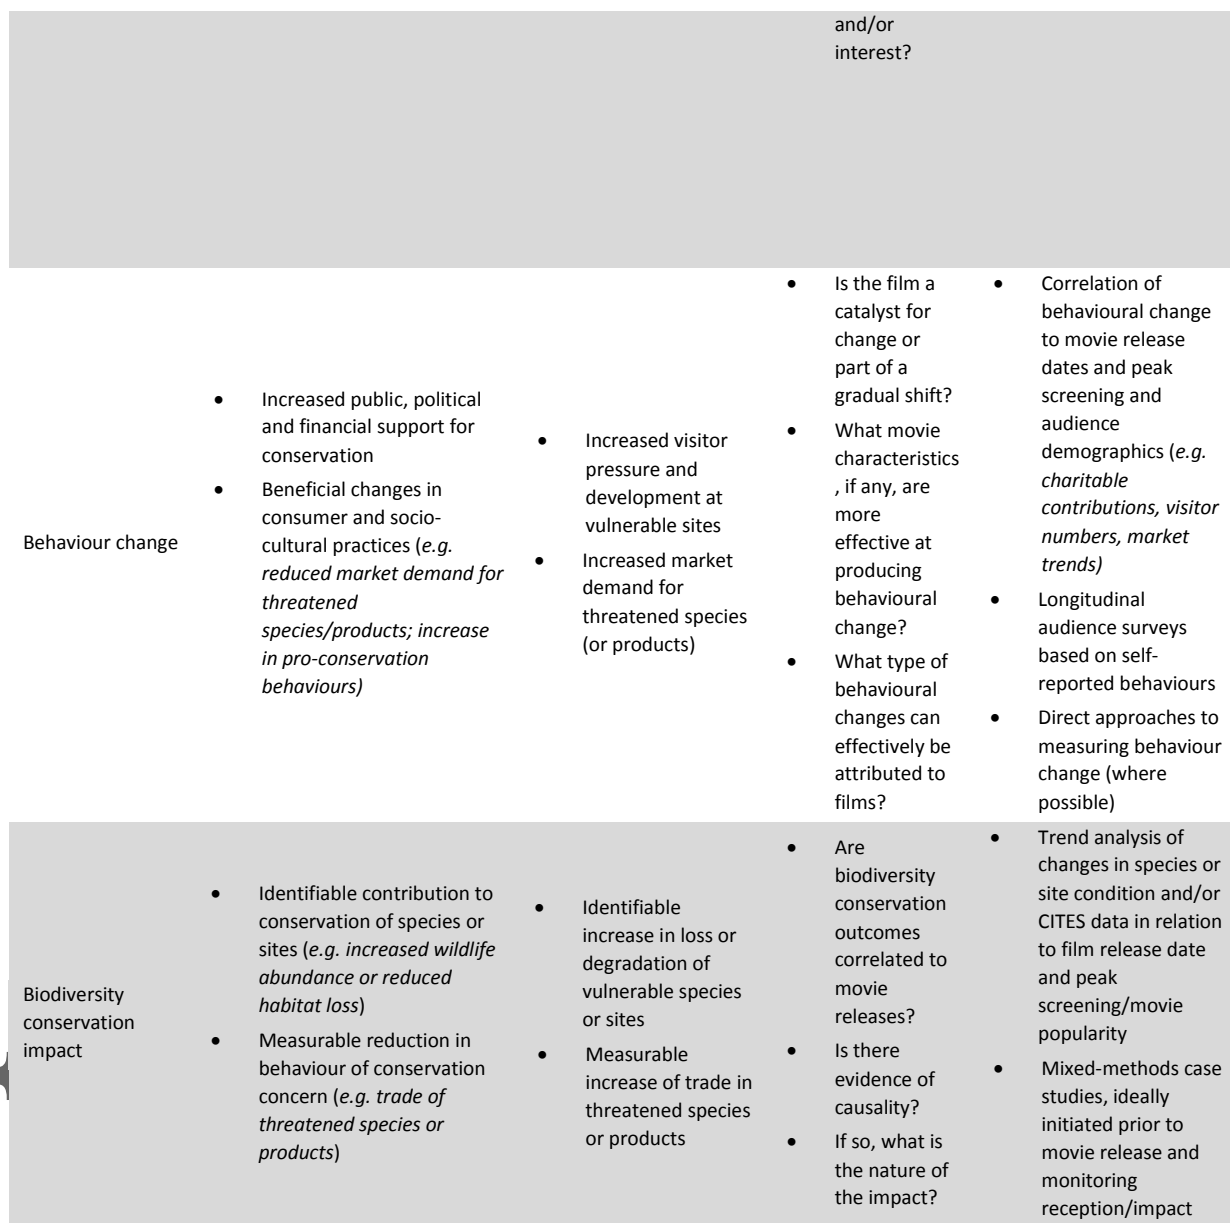 and/or
interest?
Behaviour change
• Increased public, political
and financial support for
conservation
• Beneficial changes in
consumer and socio-
cultural practices (e.g.
reduced market demand for
threatened
species/products; increase
in pro-conservation
behaviours)
• Increased visitor
pressure and
development at
vulnerable sites
• Increased market
demand for
threatened species
(or products)
• Is the film a
catalyst for
change or
part of a
gradual shift?
• What movie
characteristics
, if any, are
more
effective at
producing
behavioural
change?
• What type of
behavioural
changes can
effectively be
attributed to
films?
• Correlation of
behavioural change
to movie release
dates and peak
screening and
audience
demographics (e.g.
charitable
contributions, visitor
numbers, market
trends)
• Longitudinal
audience surveys
based on self-
reported behaviours
• Direct approaches to
measuring behaviour
change (where
possible)
Biodiversity
conservation
impact
• Identifiable contribution to
conservation of species or
sites (e.g. increased wildlife
abundance or reduced
habitat loss)
• Measurable reduction in
behaviour of conservation
concern (e.g. trade of
threatened species or
products)
• Identifiable
increase in loss or
degradation of
vulnerable species
or sites
• Measurable
increase of trade in
threatened species
or products
• Are
biodiversity
conservation
outcomes
correlated to
movie
releases?
• Is there
evidence of
causality?
• If so, what is
the nature of
the impact?
• Trend analysis of
changes in species or
site condition and/or
CITES data in relation
to film release date
and peak
screening/movie
popularity
• Mixed-methods case
studies, ideally
initiated prior to
movie release and
monitoring
reception/impact